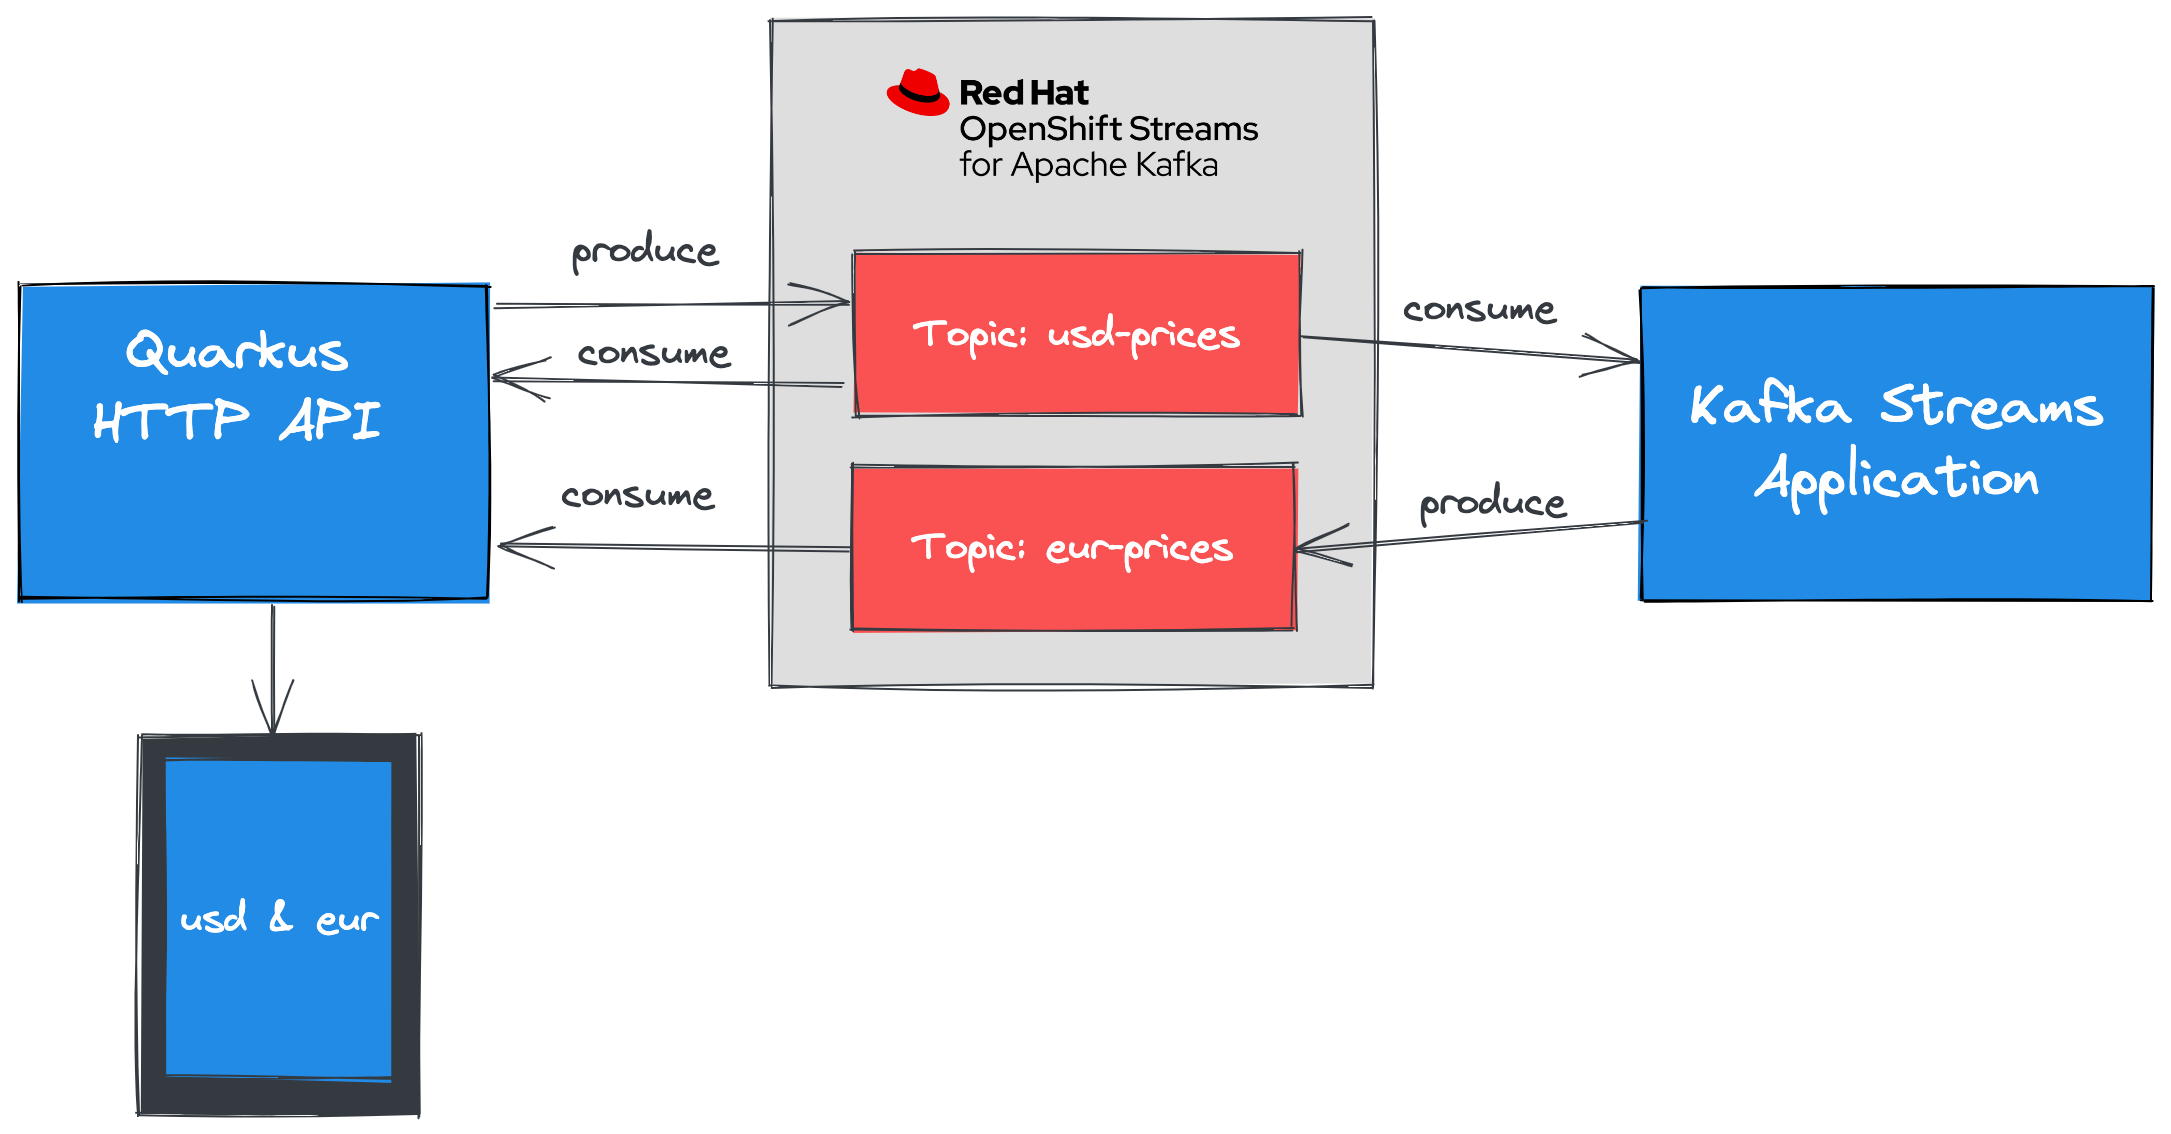 Red Hat
OpenShift Streams
for Apache Kafka
produce
consume
consume
Quarkus
HTTP API
Topic: usd-prices
Topic: eur-prices
consume
produce
Kafka Streams
Application
usd & eur